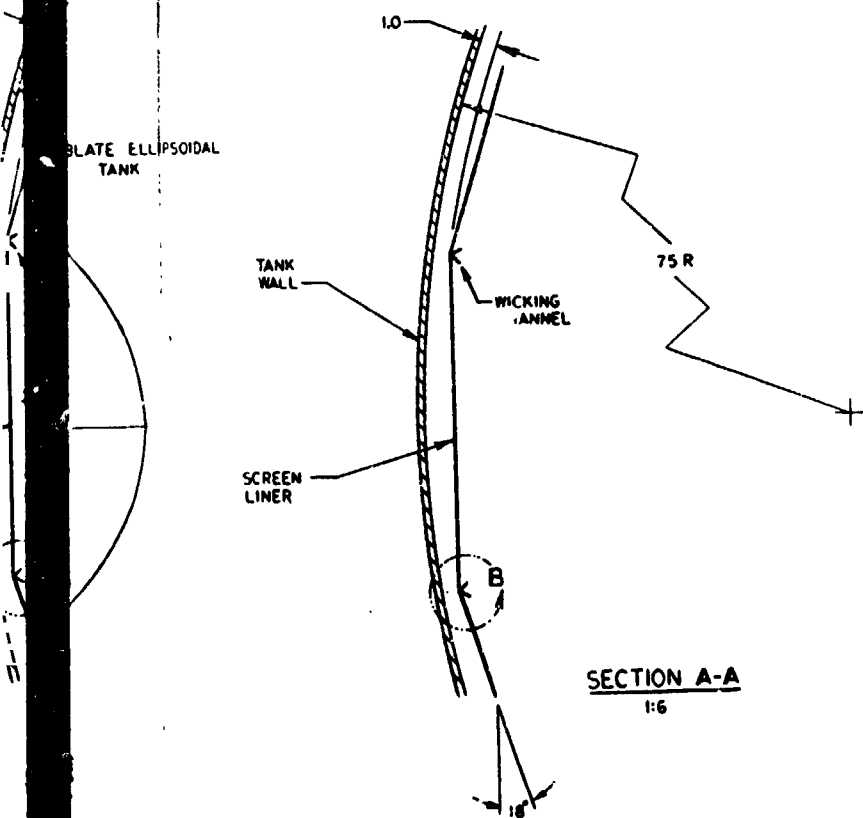 1.0
BLATE ELLIPSOIDAL
TANK
TANK
WALL
75 R
WICKING
ANNEL
SCREEN
LINER
B
SECTION A-A
1:6
18°